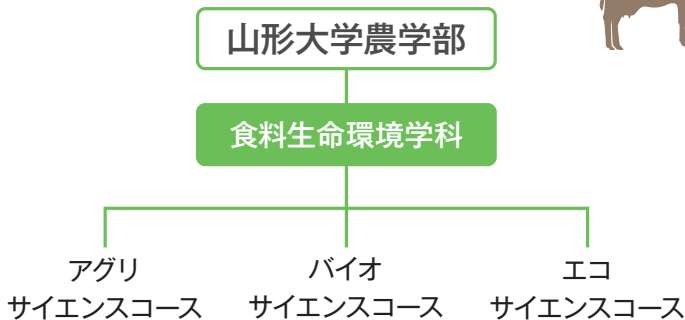 山形大学農学部
食料生命環境学科
アグリ
サイエンスコース
バイオ
サイエンスコース
エコ
サイエンスコース